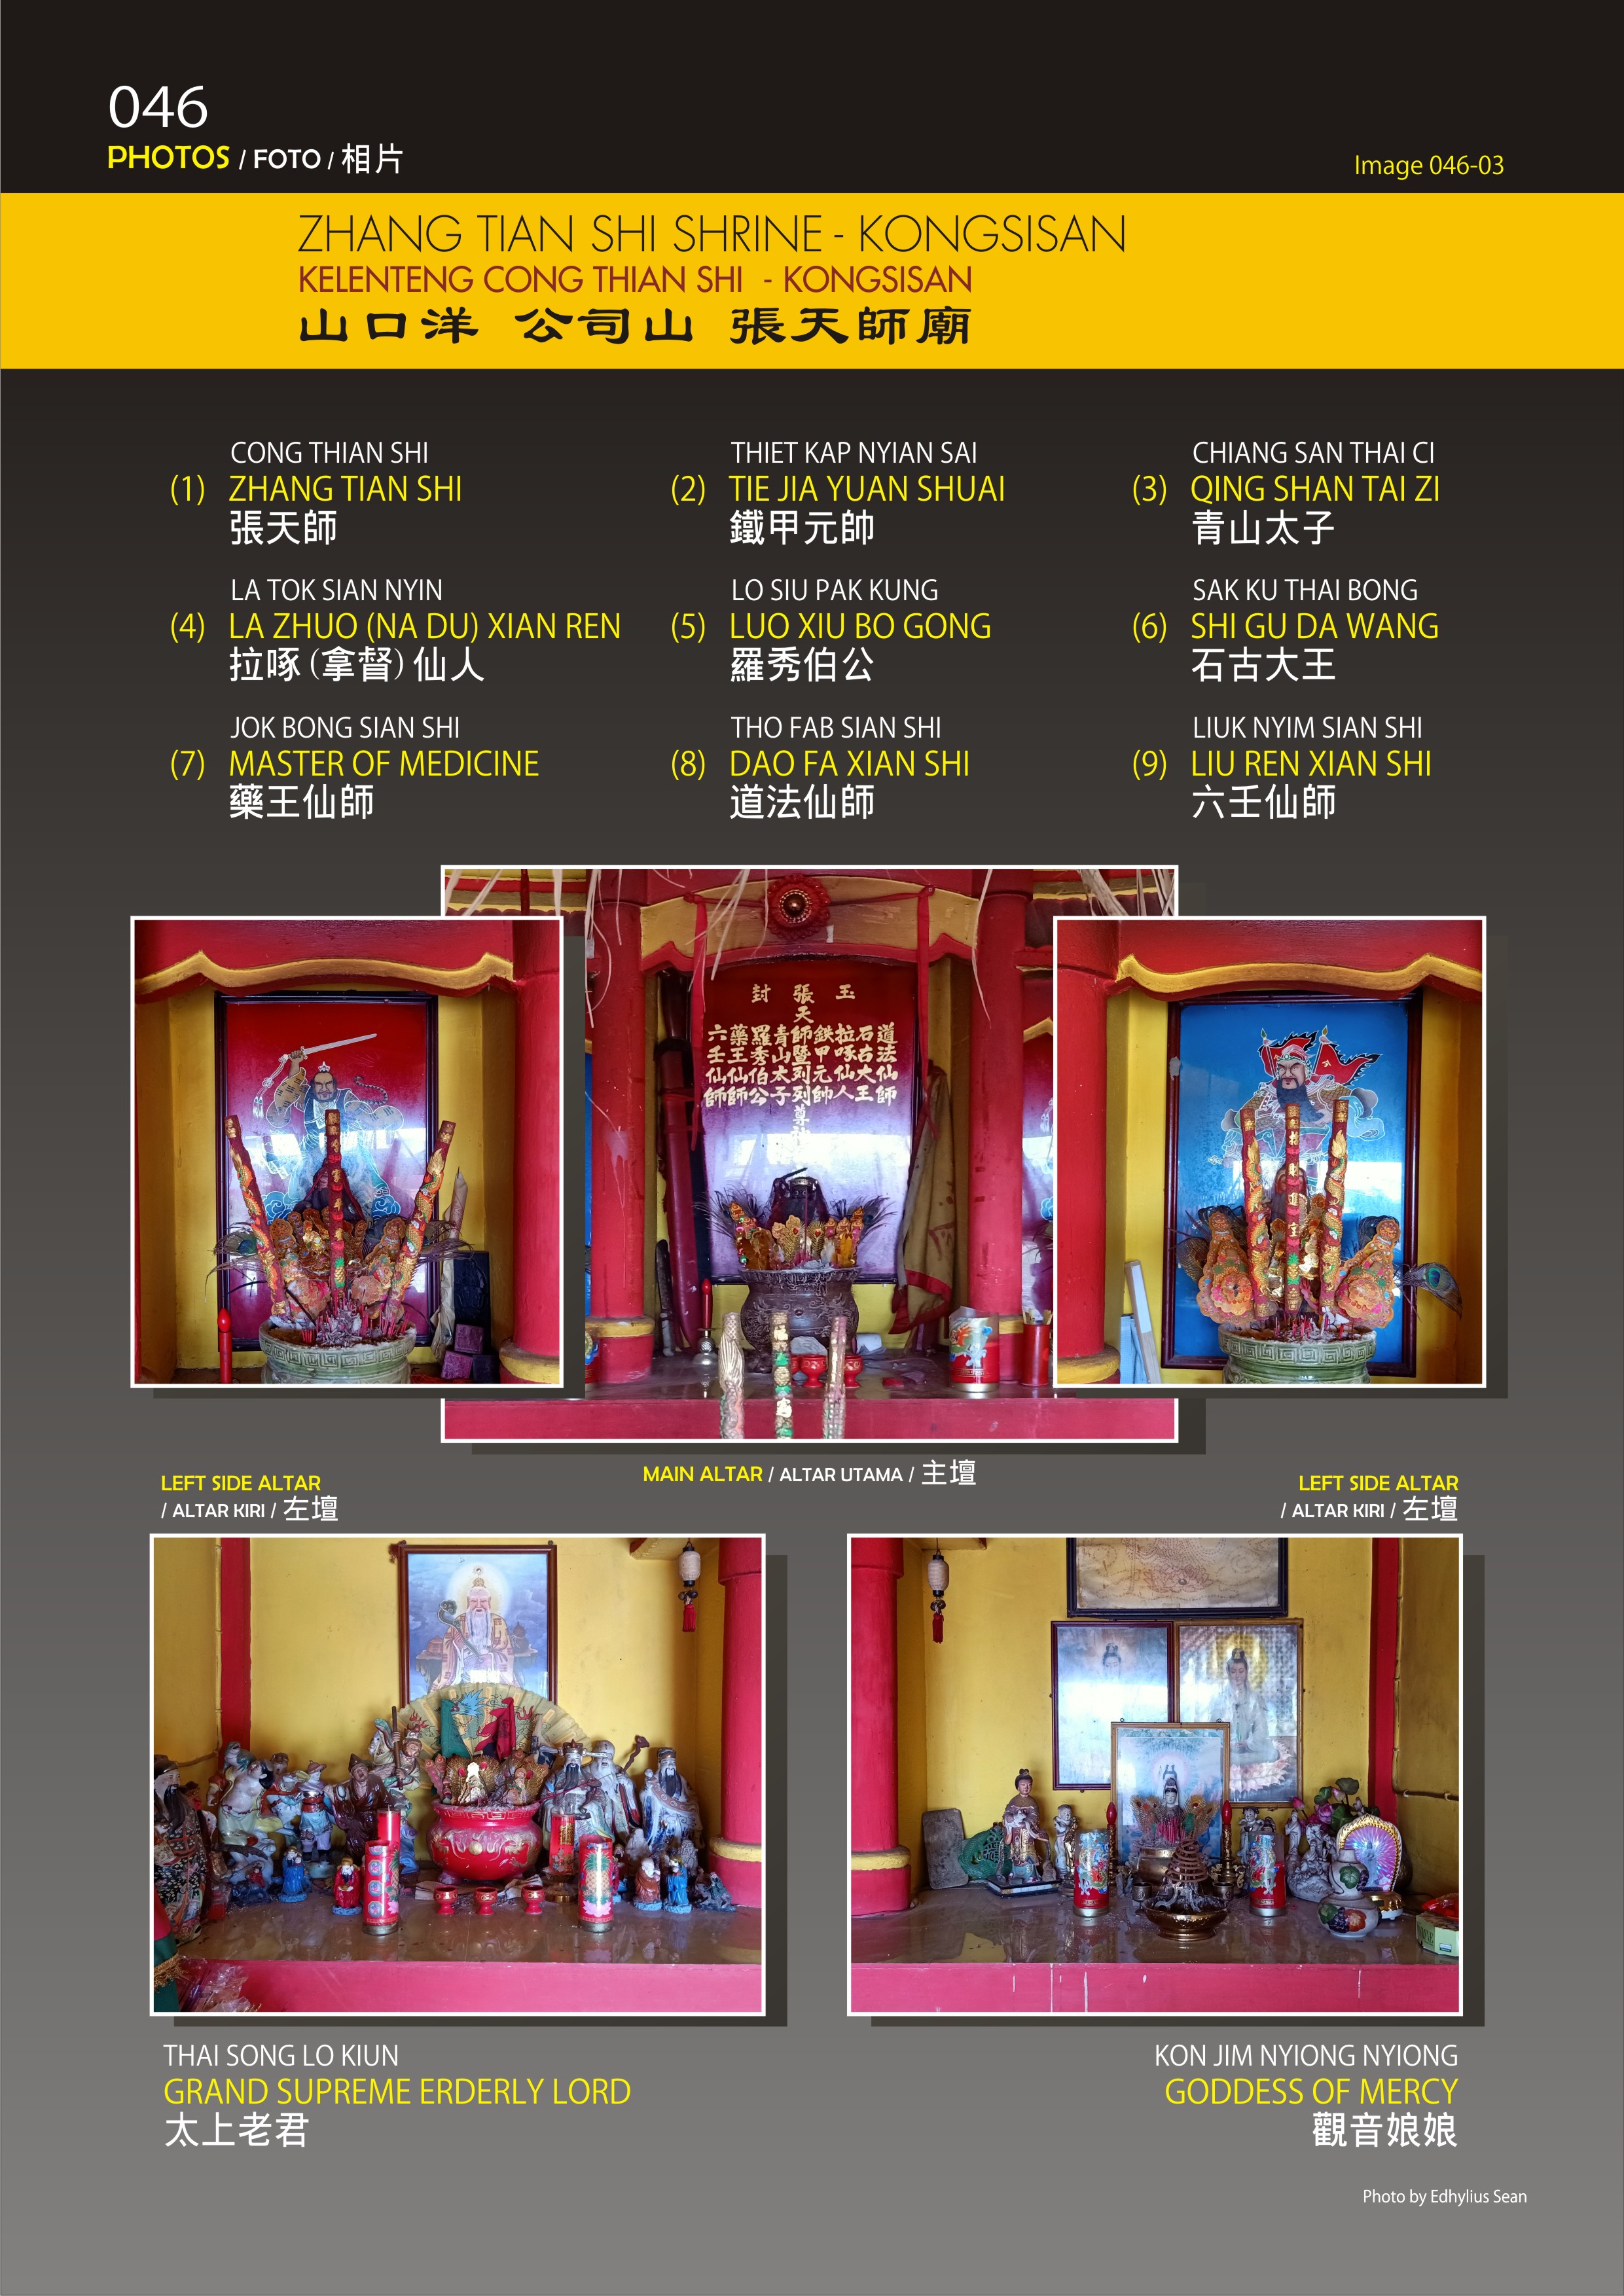 046
PHOTOS / FOTO / 相片
Image 046-03
ZHANG TIAN SHI SHRINE - KONGSISAN
KELENTENG CONG THIAN SHI - KONGSISAN
山口洋 公司山 張天師廟
CONG THIAN SHI
(1) ZHANG TIAN SHI
張天師
THIET KAP NYIAN SAI
(2) TIE JIA YUAN SHUAI
鐵甲元帥
CHIANG SAN THAI CI
(3) QING SHAN TAI ZI
青山太子
LA TOK SIAN NYIN
(4) LA ZHUO (NA DU) XIAN REN
拉啄 (拿督) 仙人
LO SIU PAK KUNG
(5) LUO XIU BO GONG
羅秀伯公
SAK KU THAI BONG
(6) SHI GU DA WANG
石古大王
JOK BONG SIAN SHI
(7) MASTER OF MEDICINE
藥王仙師
THO FAB SIAN SHI
(8) DAO FA XIAN SHI
道法仙師
LIUK NYIM SIAN SHI
(9) LIU REN XIAN SHI
六壬仙師
封 張 玉
天
六藥羅青師鉄拉石道
壬王秀山暨甲啄古法
仙仙伯太列元仙大仙
師師公子列帥人王師
尊
招
財
進
宝
LEFT SIDE ALTAR
/ ALTAR KIRI / 左壇
MAIN ALTAR / ALTAR UTAMA / 主壇
LEFT SIDE ALTAR
/ ALTAR KIRI / 左壇
THAI SONG LO KIUN
GRAND SUPREME ERDERLY LORD
太上老君
KON JIM NYIONG NYIONG
GODDESS OF MERCY
觀音娘娘
Photo by Edhylius Sean